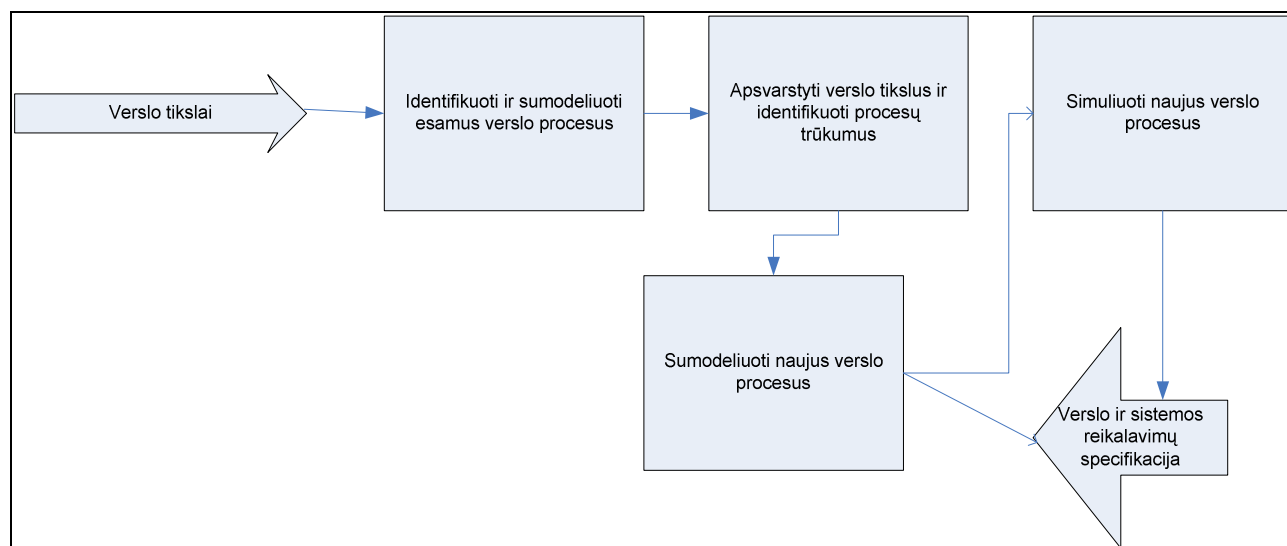 Verslo tikslai
Identifikuoti ir sumodeliuoti
esamus verslo procesus
Apsvarstyti verslo tikslus ir
identifikuoti procesų
trūkumus
Simuliuoti naujus verslo
procesus
Sumodeliuoti naujus verslo
procesus
Verslo ir sistemos
reikalavimų
specifikacija